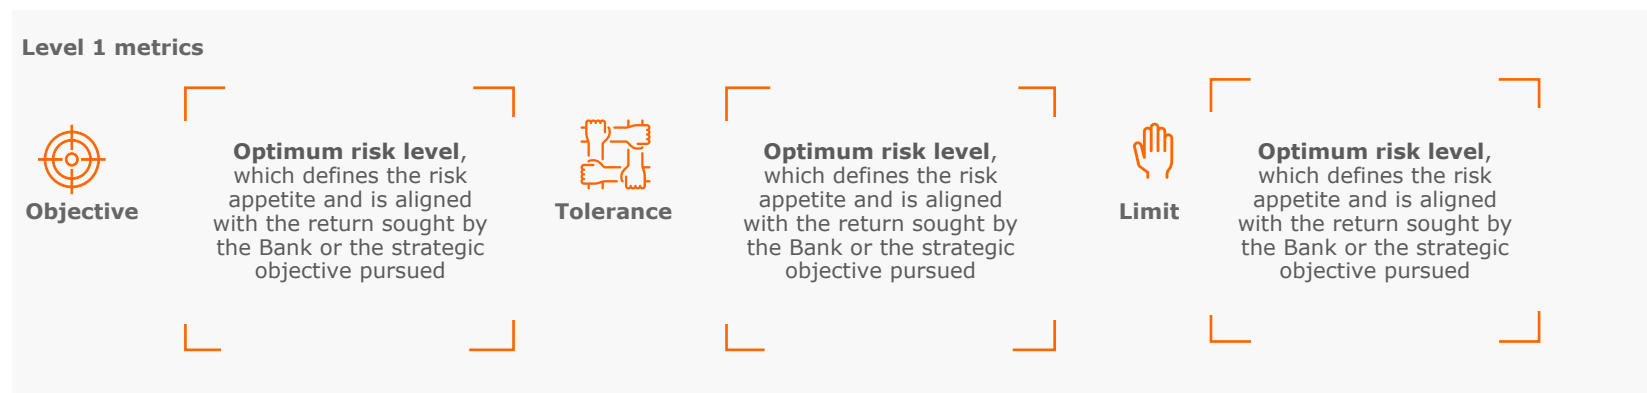 Level 1 metrics
Objective
Optimum risk level,
which defines the risk
appetite and is aligned
with the return sought by
the Bank or the strategic
objective pursued
Tolerance
Optimum risk level,
which defines the risk
appetite and is aligned
with the return sought by
the Bank or the strategic
objective pursued
Limit
Optimum risk level,
which defines the risk
appetite and is aligned
with the return sought by
the Bank or the strategic
objective pursued